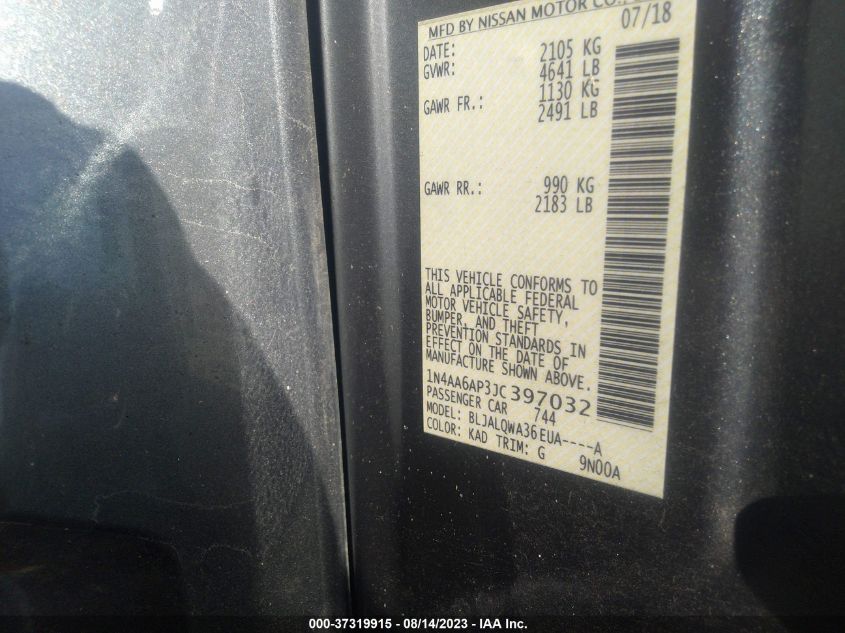 MFD BY NISSAN MOTOR CO.,
DATE: 07/18
GVWR: 2105 KG
4641 LB
GAWR FR.: 1130 KG
2491 LB
GAWR RR.: 990 KG
2183 LB
THIS VEHICLE CONFORMS TO
ALL APPLICABLE FEDERAL
MOTOR VEHICLE SAFETY,
BUMPER, AND THEFT
PREVENTION STANDARDS IN
EFFECT ON THE DATE OF
MANUFACTURE SHOWN ABOVE.
1N4AA6AP3JC397032
PASSENGER CAR 744
MODEL: BLJALQWA36EUA----A
COLOR: KAD TRIM: G 9N00A
000-37319915 - 08/14/2023 - IAA Inc.